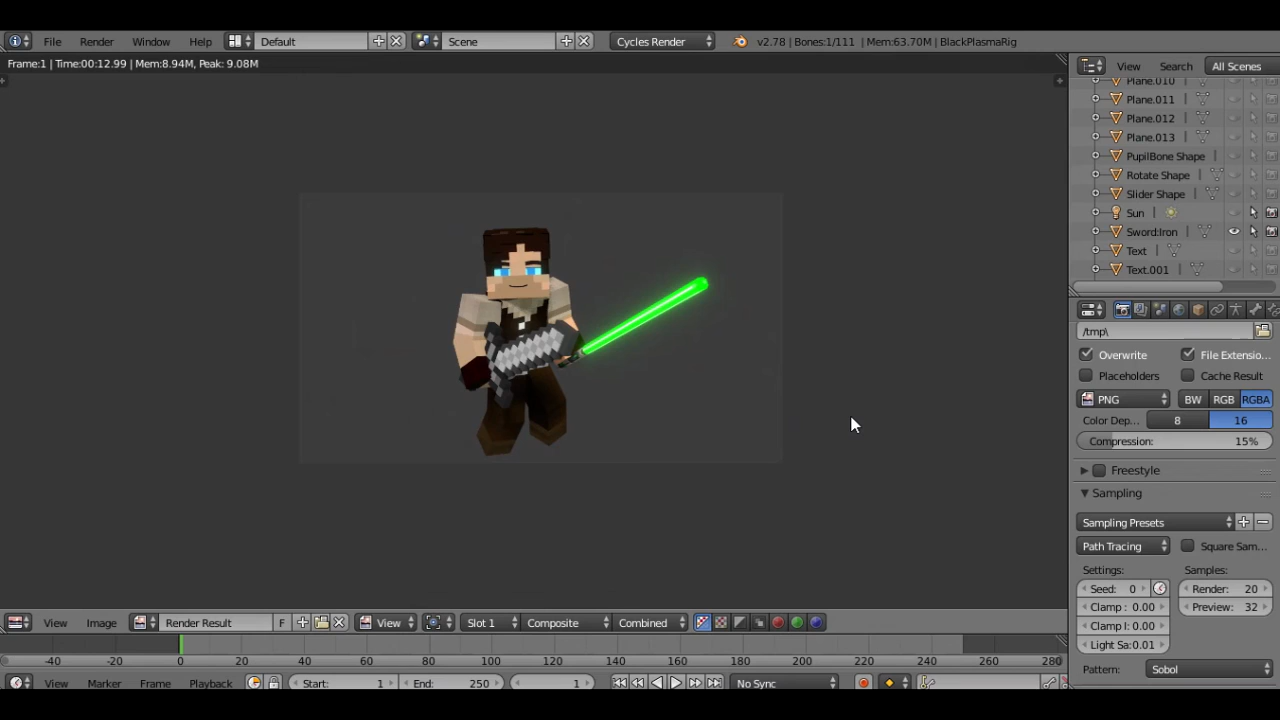 File Render Window Help Default Scene Cycles Render v2.78 | Bones:1/111 | Mem:63.70M | BlackPlasmaRig
Frame:1 | Time:00:12.99 | Mem:8.94M, Peak: 9.08M
View Search All Scenes
Plane.010
Plane.011
Plane.012
Plane.013
PupilBone Shape
Rotate Shape
Slider Shape
Sun
Sword:Iron
Text
Text.001
/tmp\
Overwrite File Extensio...
Placeholders Cache Result
PNG BW RGB RGBA
Color Dep... 8 16
Compression: 15%
Freestyle
Sampling
Sampling Presets
Path Tracing Square Sam...
Settings: Samples:
Seed: 0 Render: 20
Clamp : 0.00 Preview: 32
Clamp I: 0.00
Light Sa:0.01
Pattern: Sobol
View Image Render Result F View Slot 1 Composite Combined
-40 -20 0 20 40 60 80 100 120 140 160 180 200 220 240 260 280
View Marker Frame Playback Start: 1 End: 250 1 No Sync